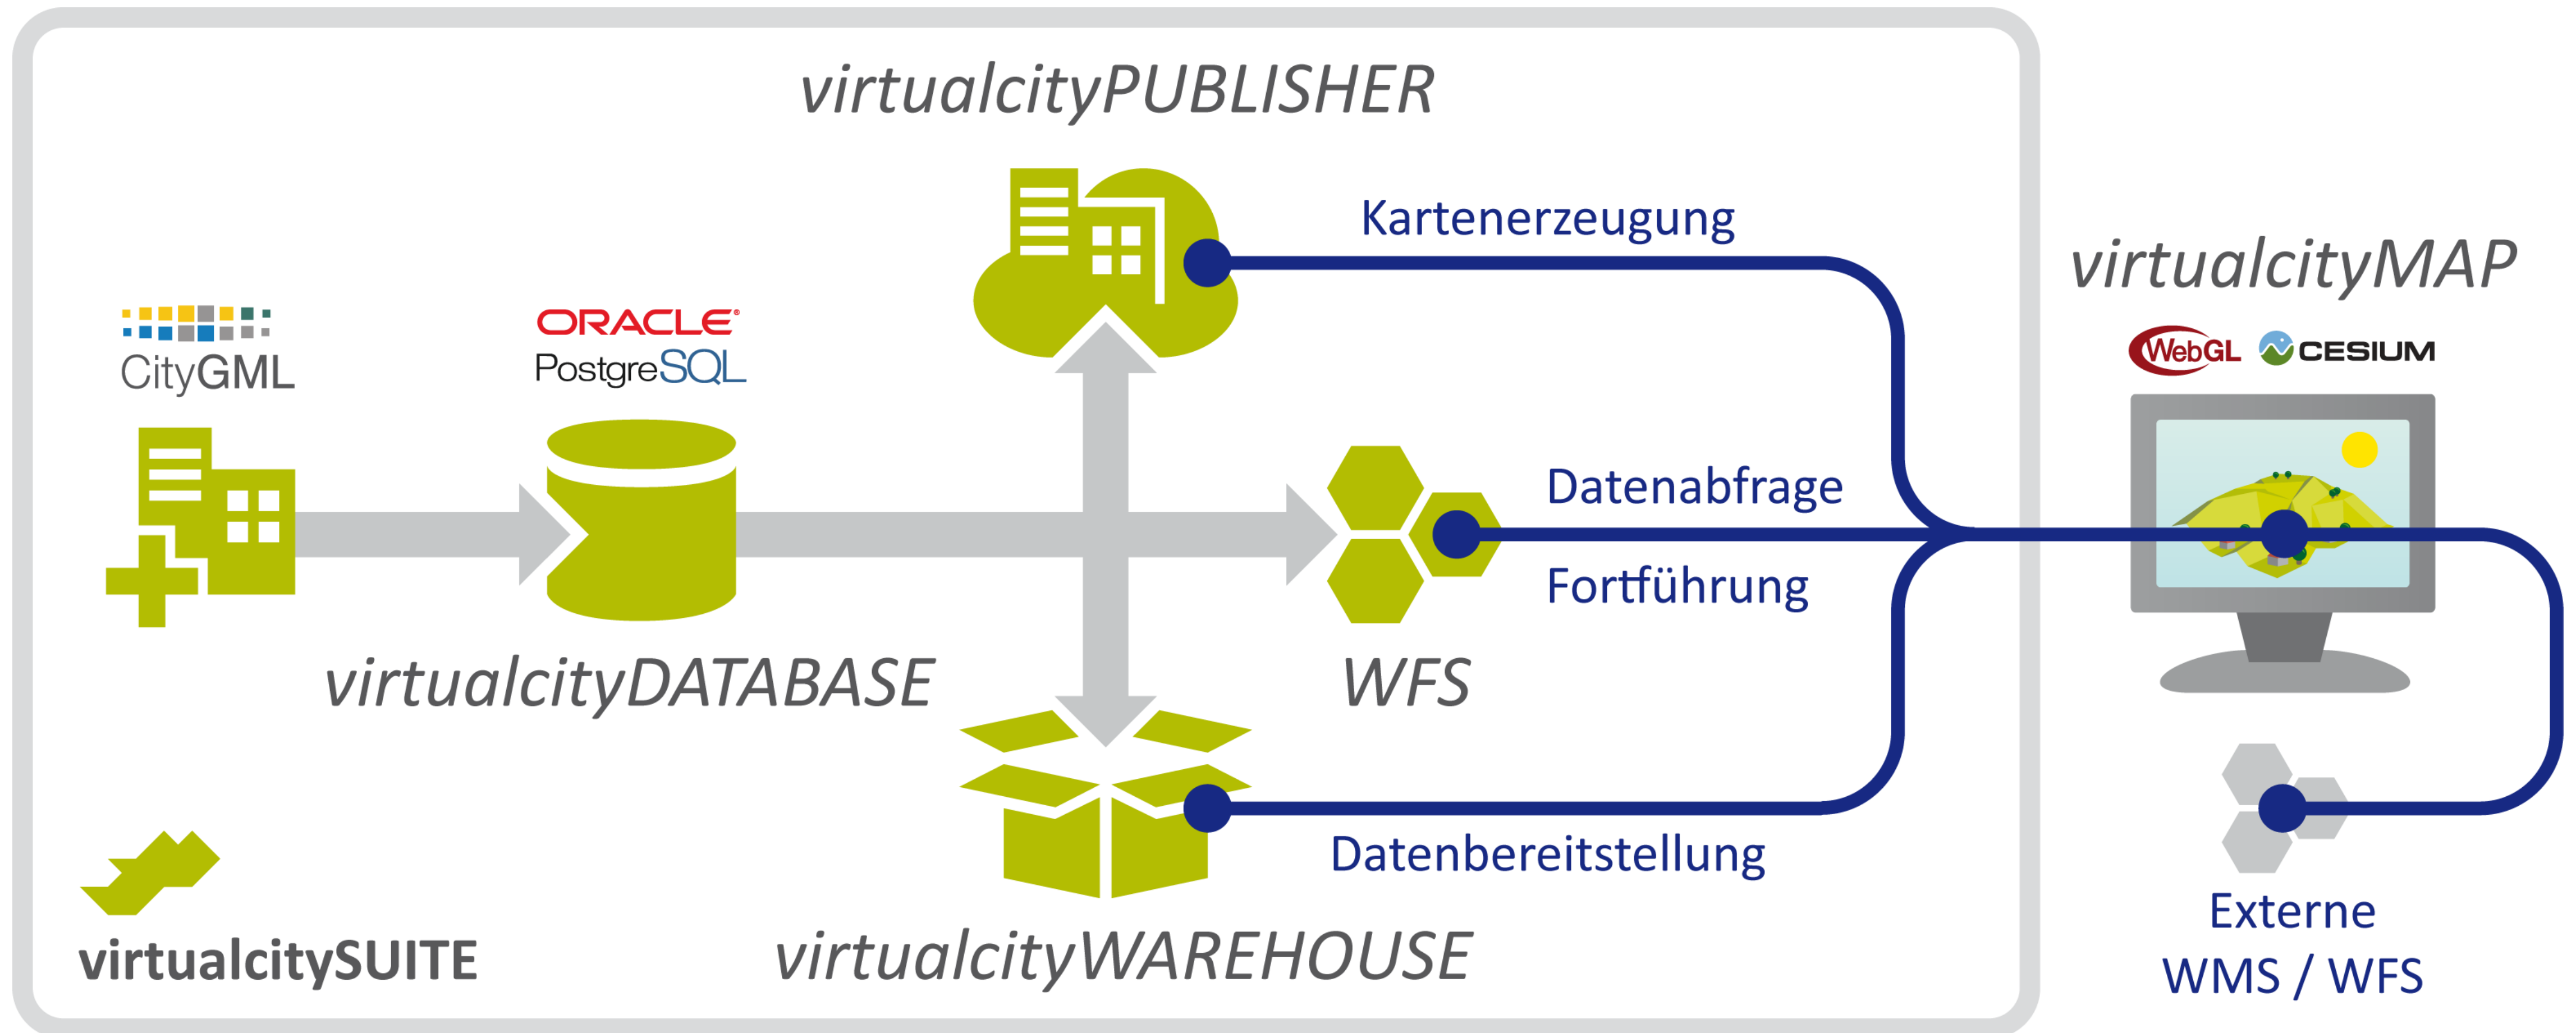 virtualcityPUBLISHER
Kartenerzeugung
virtualcityMAP
WebGL CESIUM
CityGML
ORACLE®
PostgreSQL
Datenabfrage
Fortführung
virtualcityDATABASE
WFS
Datenbereitstellung
virtualcityWAREHOUSE
virtualcitySUITE
Externe
WMS / WFS